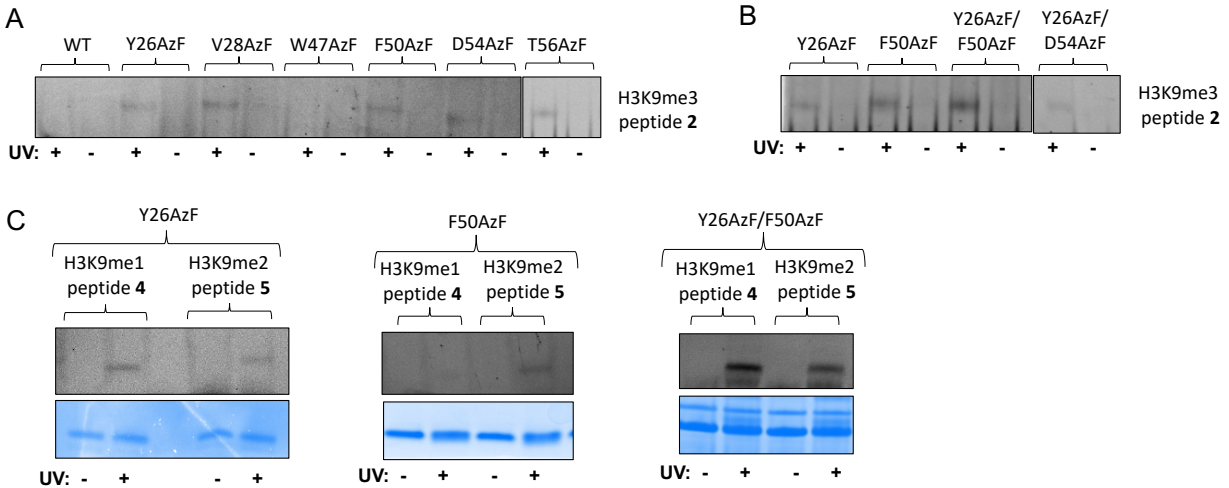 A
WT Y26AzF V28AzF W47AzF F50AzF D54AzF T56AzF
H3K9me3
peptide 2
UV: + - + - + - + - + - + - + -
B
Y26AzF F50AzF Y26AzF/
F50AzF Y26AzF/
D54AzF
H3K9me3
peptide 2
UV: + - + - + - + -
C
Y26AzF
H3K9me1
peptide 4
H3K9me2
peptide 5
UV: - + - +
F50AzF
H3K9me1
peptide 4
H3K9me2
peptide 5
UV: - + - +
Y26AzF/F50AzF
H3K9me1
peptide 4
H3K9me2
peptide 5
UV: - + - +